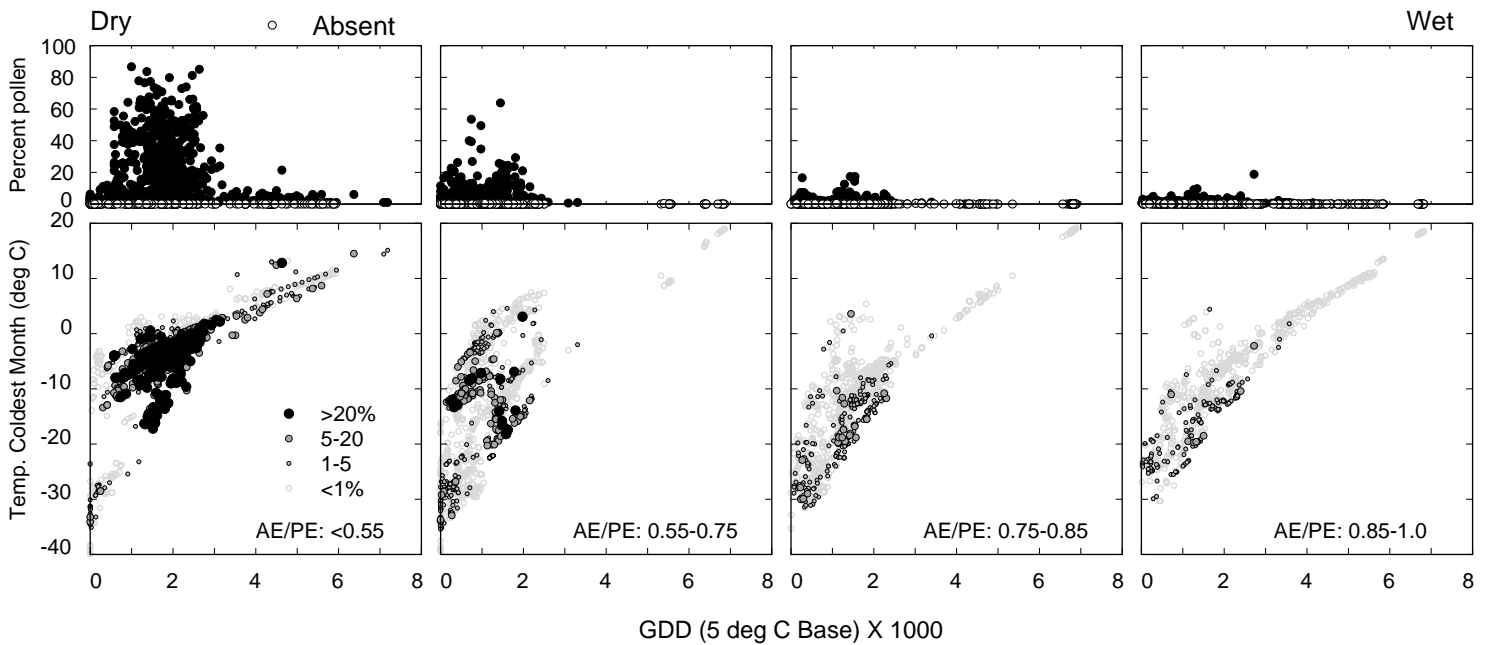 Dry
Absent
Wet
Percent pollen
100
80
60
40
20
0
Temp. Coldest Month (deg C)
20
10
0
-10
-20
-30
-40
>20%
5-20
1-5
<1%
AE/PE: <0.55
AE/PE: 0.55-0.75
AE/PE: 0.75-0.85
AE/PE: 0.85-1.0
0 2 4 6 8
0 2 4 6 8
0 2 4 6 8
0 2 4 6 8
GDD (5 deg C Base) X 1000